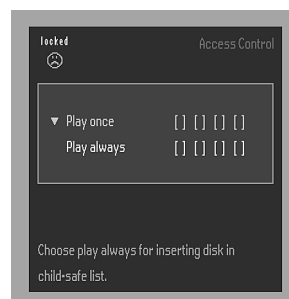 locked
Access Control
▼ Play once [ ] [ ] [ ] [ ]
Play always [ ] [ ] [ ] [ ]
Choose play always for inserting disk in
child-safe list.